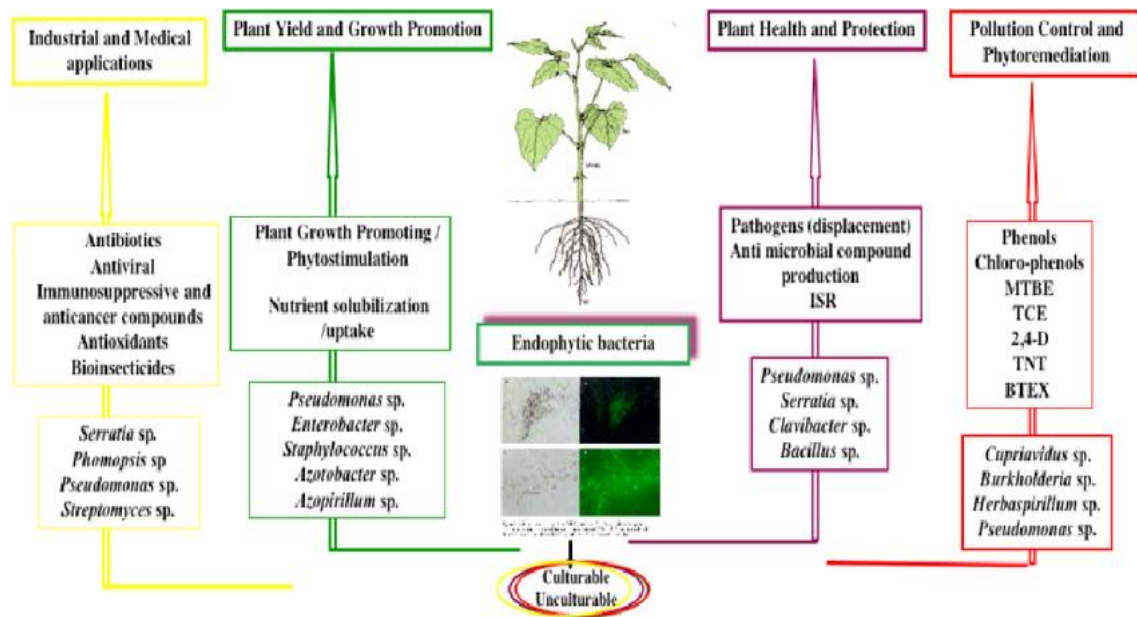 Industrial and Medical
applications
Antibiotics
Antiviral
Immunosuppressive and
anticancer compounds
Antioxidants
Bioinsecticides
Serratia sp.
Phomopsis sp
Pseudomonas sp.
Streptomyces sp.
Plant Yield and Growth Promotion
Plant Growth Promoting /
Phytostimulation
Nutrient solubilization
/uptake
Pseudomonas sp.
Enterobacter sp.
Staphylococcus sp.
Azotobacter sp.
Azopirillum sp.
Endophytic bacteria
Culturable
Unculturable
Plant Health and Protection
Pathogens (displacement)
Anti microbial compound
production
ISR
Pseudomonas sp.
Serratia sp.
Clavibacter sp.
Bacillus sp.
Pollution Control and
Phytoremediation
Phenols
Chloro-phenols
MTBE
TCE
2,4-D
TNT
BTEX
Cupriavidus sp.
Burkholderia sp.
Herbaspirillum sp.
Pseudomonas sp.